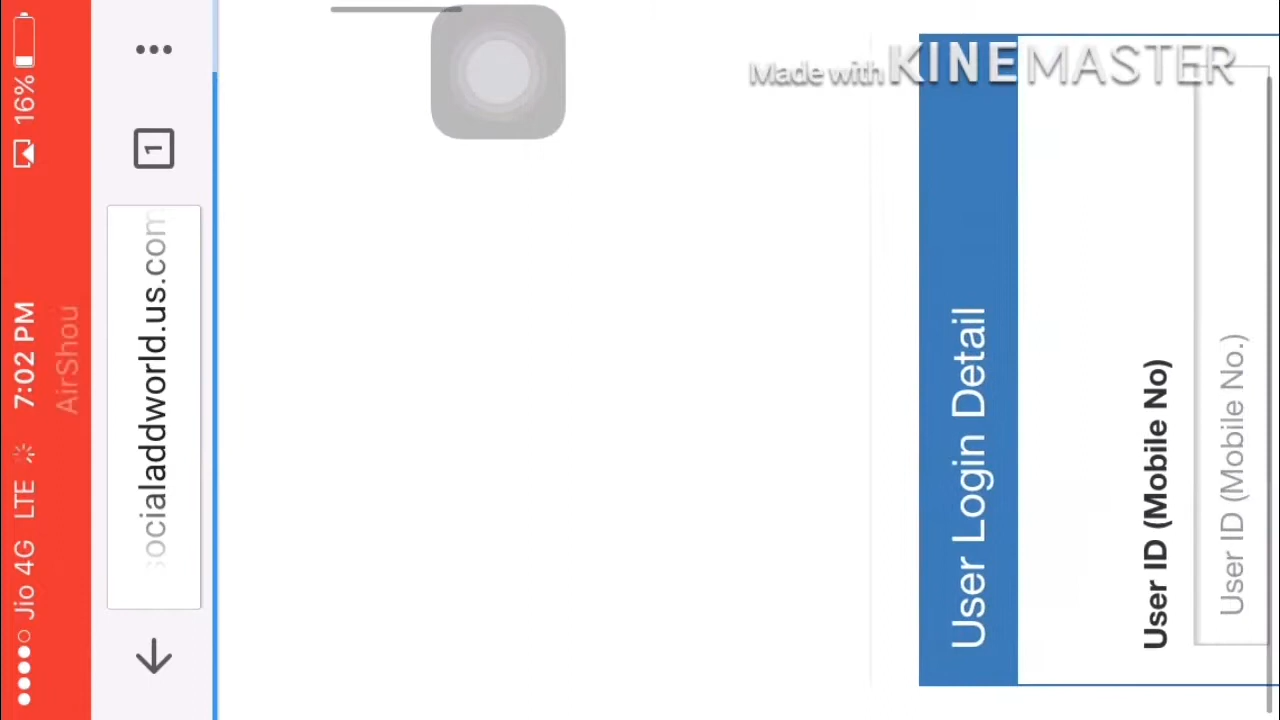 Jio 4G LTE 7:02 PM 16%
AirShou
socialaddworld.us.com
1
Made with KINEMASTER
User Login Detail
User ID (Mobile No)
User ID (Mobile No.)